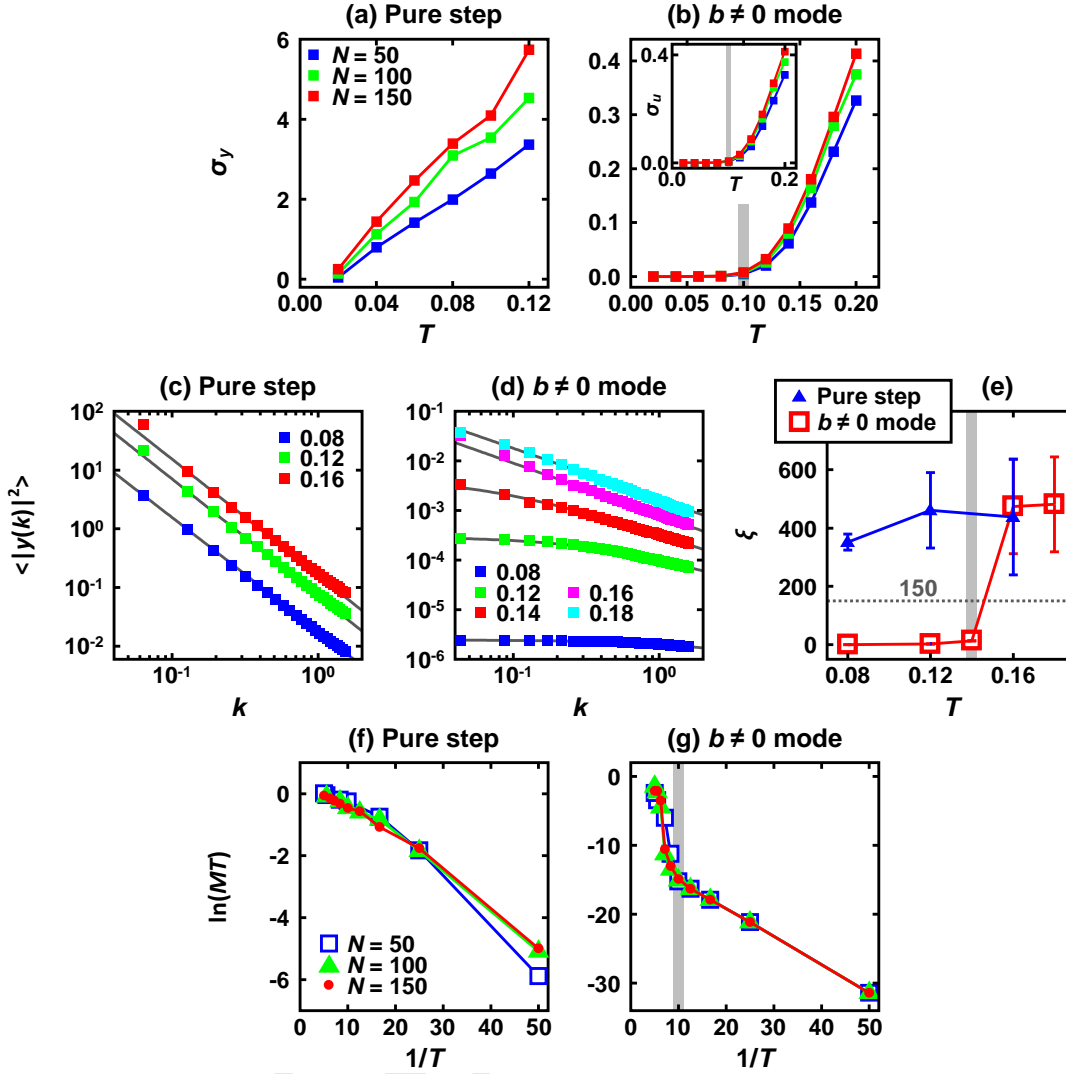 (a) Pure step
(b) b ≠ 0 mode
N = 50
N = 100
N = 150
σy
6
4
2
0
0.00 0.04 0.08 0.12
T
0.4
0.3
0.2
0.1
0.0
0.00 0.05 0.10 0.15 0.20
T
σu
0.4
0.0
0.0 T 0.2
(c) Pure step
(d) b ≠ 0 mode
(e)
<|y(k)|²>
10² 10¹ 10⁰ 10⁻¹ 10⁻²
0.08
0.12
0.16
10⁻¹ 10⁰
k
10⁻¹ 10⁻² 10⁻³ 10⁻⁴ 10⁻⁵ 10⁻⁶
0.08
0.12
0.14
0.16
0.18
10⁻¹ 10⁰
k
Pure step
b ≠ 0 mode
ξ
600
400
200
0
150
0.08 0.12 0.16
T
(f) Pure step
(g) b ≠ 0 mode
ln(MT)
0
-2
-4
-6
N = 50
N = 100
N = 150
0 10 20 30 40 50
1/T
0
-10
-20
-30
0 10 20 30 40 50
1/T